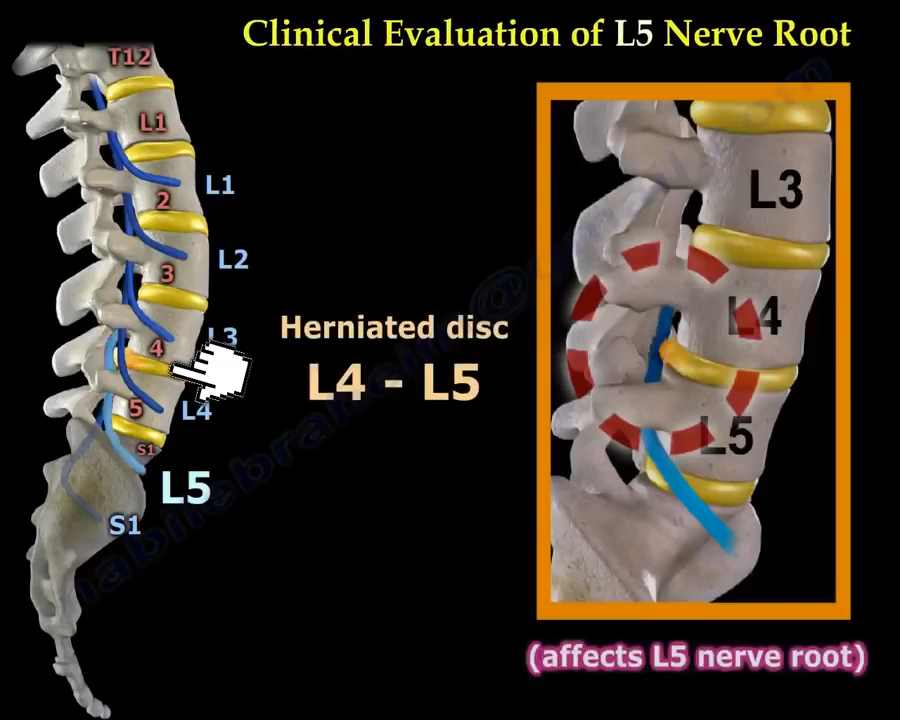 Clinical Evaluation of L5 Nerve Root
T12
L1
L1
2
L2
3
L3
4
L4
5
S1
L5
S1
Herniated disc
L4 - L5
L3
L4
L5
(affects L5 nerve root)